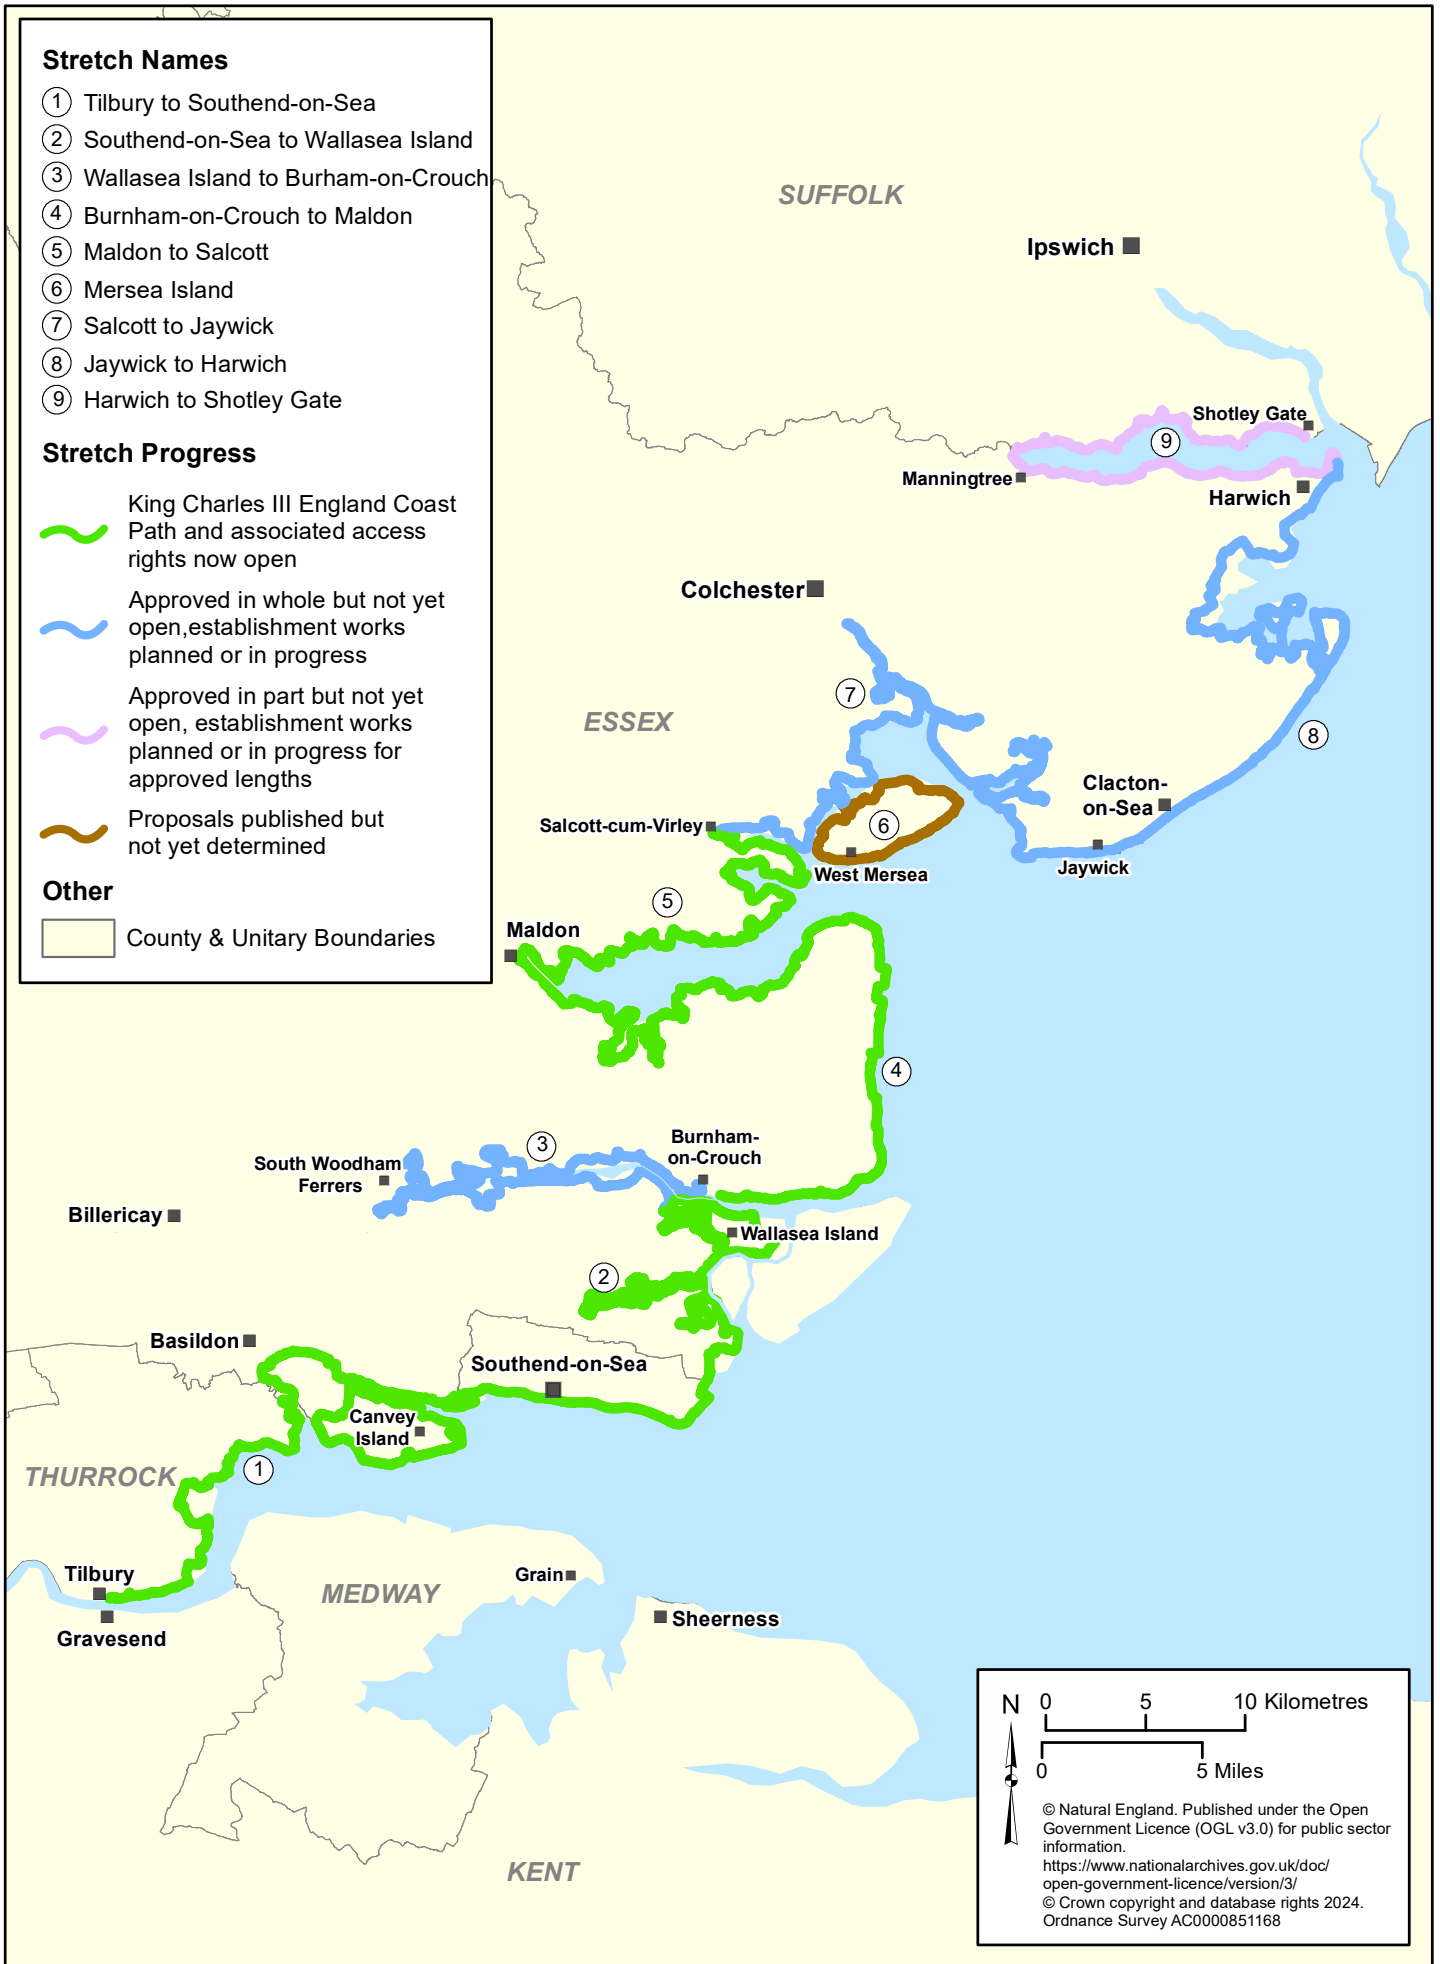 Stretch Names
1 Tilbury to Southend-on-Sea
2 Southend-on-Sea to Wallasea Island
3 Wallasea Island to Burham-on-Crouch
4 Burnham-on-Crouch to Maldon
5 Maldon to Salcott
6 Mersea Island
7 Salcott to Jaywick
8 Jaywick to Harwich
9 Harwich to Shotley Gate
Stretch Progress
King Charles III England Coast
Path and associated access
rights now open
Approved in whole but not yet
open,establishment works
planned or in progress
Approved in part but not yet
open, establishment works
planned or in progress for
approved lengths
Proposals published but
not yet determined
Other
County & Unitary Boundaries
SUFFOLK
Ipswich
Shotley Gate
9
Manningtree
Harwich
Colchester
7
ESSEX
8
Clacton-
on-Sea
Salcott-cum-Virley
6
West Mersea
Jaywick
5
Maldon
4
3
Burnham-
on-Crouch
South Woodham
Ferrers
Billericay
Wallasea Island
2
Basildon
Southend-on-Sea
Canvey
Island
1
THURROCK
Tilbury
Gravesend
MEDWAY
Grain
Sheerness
KENT
N
0 5 10 Kilometres
0 5 Miles
© Natural England. Published under the Open
Government Licence (OGL v3.0) for public sector
information.
https://www.nationalarchives.gov.uk/doc/
open-government-licence/version/3/
© Crown copyright and database rights 2024.
Ordnance Survey AC0000851168